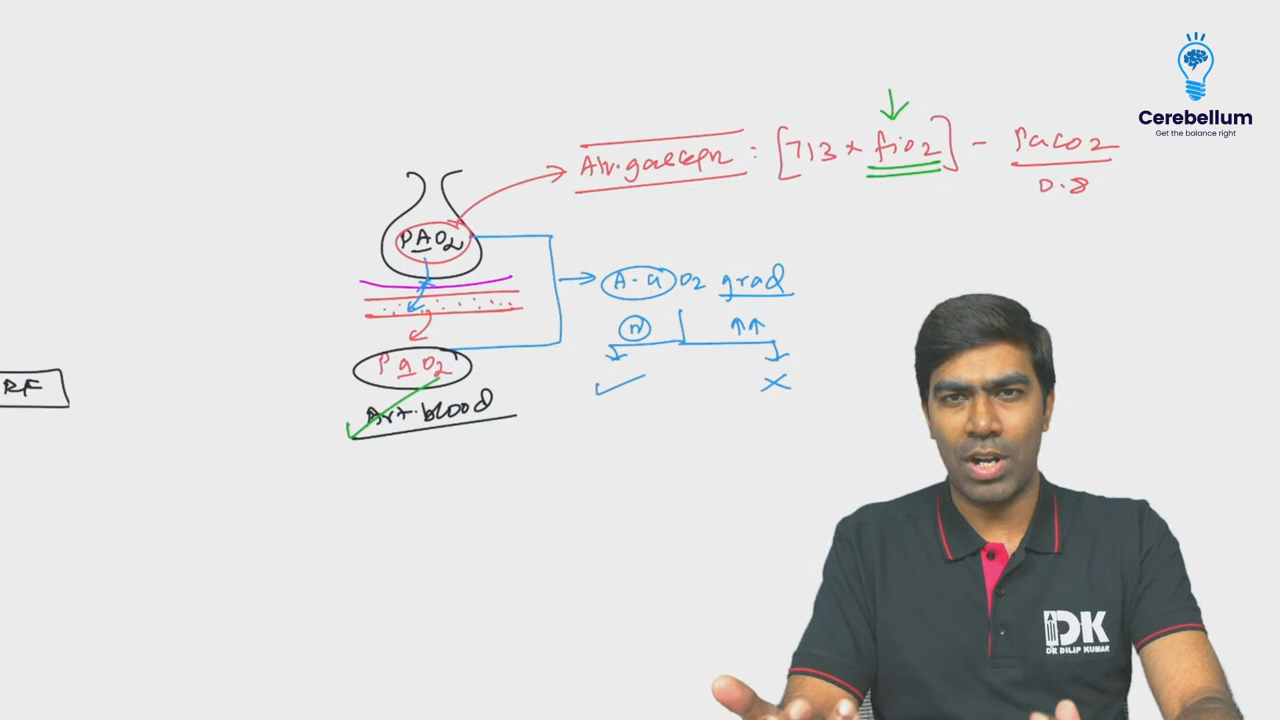 Cerebellum
Get the balance right
Air. gas eqn : [713 x fiO2] - PaCO2
0.8
PAO2
A-a O2 grad
n ↑↑
✓ ✗
PaO2
RF
Art. blood
DK
DR DILIP KUMAR